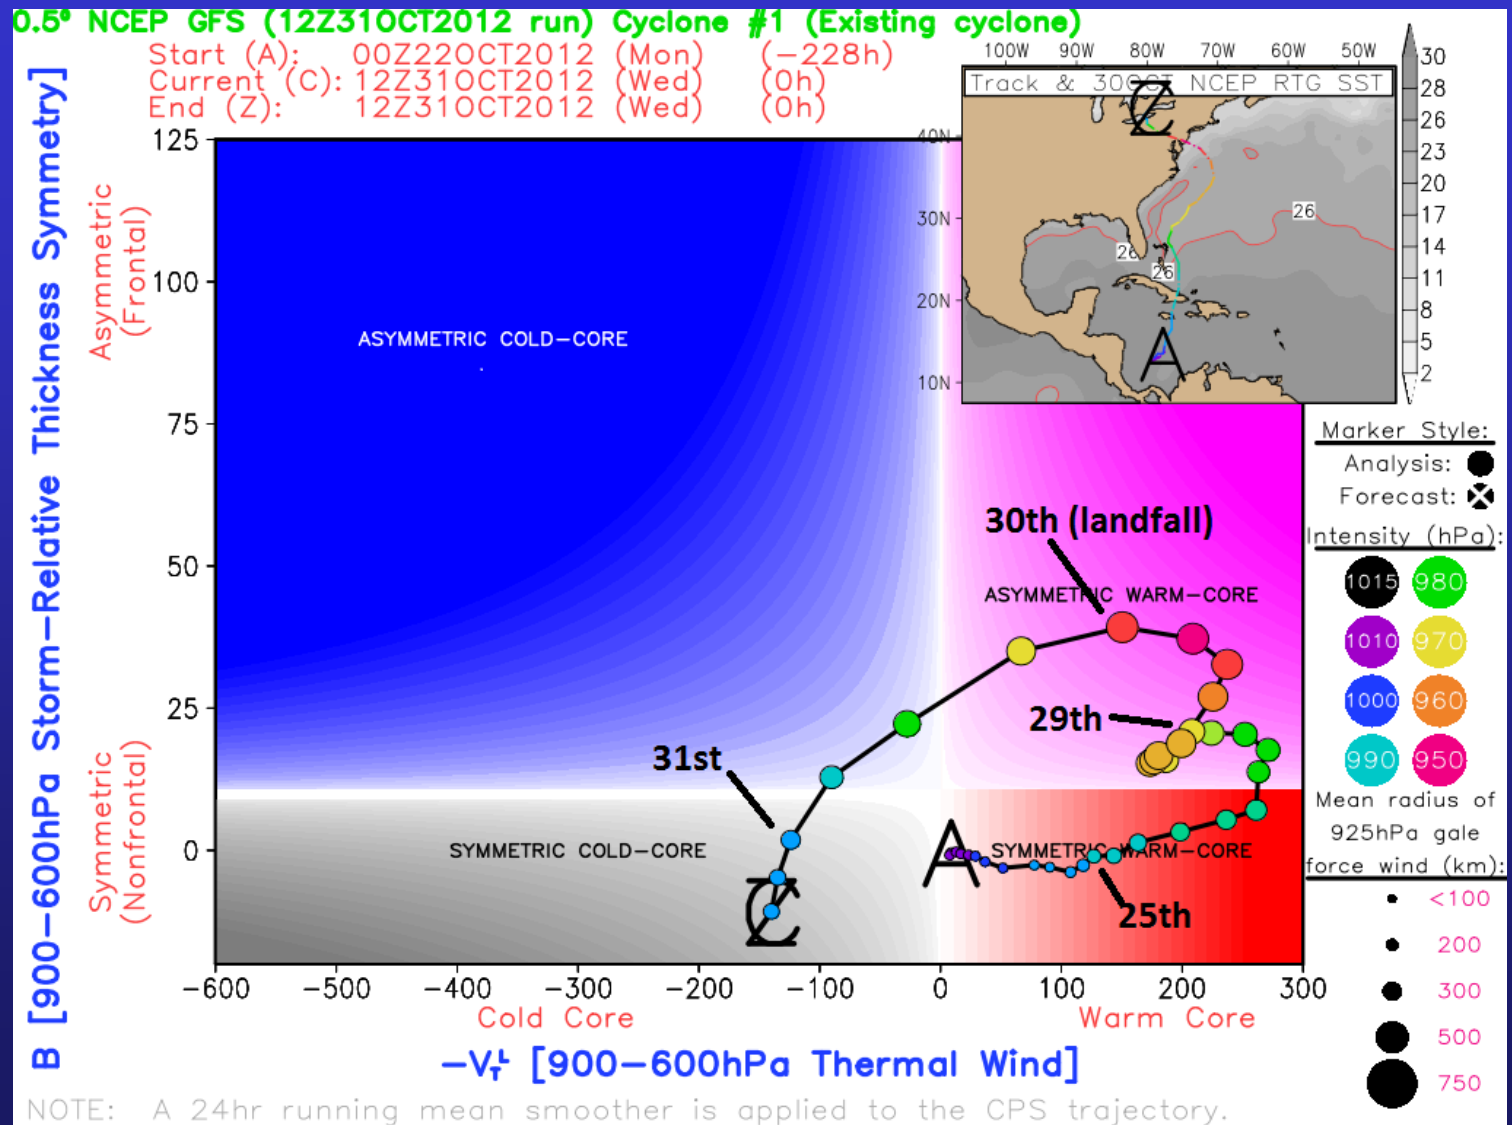 0.5º NCEP GFS (12Z31OCT2012 run) Cyclone #1 (Existing cyclone)
Start (A): 00Z22OCT2012 (Mon) (−228h)
Current (C): 12Z31OCT2012 (Wed) (0h)
End (Z): 12Z31OCT2012 (Wed) (0h)
100W 90W 80W 70W 60W 50W
Track & 30OCT NCEP RTG SST
C Z
40N
30N
20N
10N
26
26
26
A
30
28
26
23
20
17
14
11
8
5
2
B [900−600hPa Storm−Relative Thickness Symmetry]
Asymmetric
(Frontal)
Symmetric
(Nonfrontal)
125
100
75
50
25
0
ASYMMETRIC COLD−CORE
30th (landfall)
ASYMMETRIC WARM−CORE
29th
31st
SYMMETRIC COLD−CORE
A
SYMMETRIC WARM−CORE
25th
C Z
−600 −500 −400 −300 −200 −100 0 100 200 300
Cold Core Warm Core
−VTL [900−600hPa Thermal Wind]
NOTE: A 24hr running mean smoother is applied to the CPS trajectory.
Marker Style:
Analysis:
Forecast:
Intensity (hPa):
1015 980
1010 970
1000 960
990 950
Mean radius of
925hPa gale
force wind (km):
<100
200
300
500
750